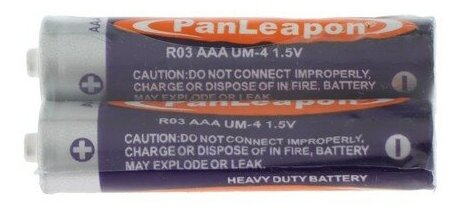 PanLeapon®
AAA
R03 AAA UM-4 1.5V
CAUTION:DO NOT CONNECT IMPROPERLY,
CHARGE OR DISPOSE OF IN FIRE, BATTERY
MAY EXPLODE OR LEAK.
PanLeapon
R03 AAA UM-4 1.5V
CAUTION:DO NOT CONNECT IMPROPERLY,
CHARGE OR DISPOSE OF IN FIRE, BATTERY
MAY EXPLODE OR LEAK.
HEAVY DUTY BATTERY